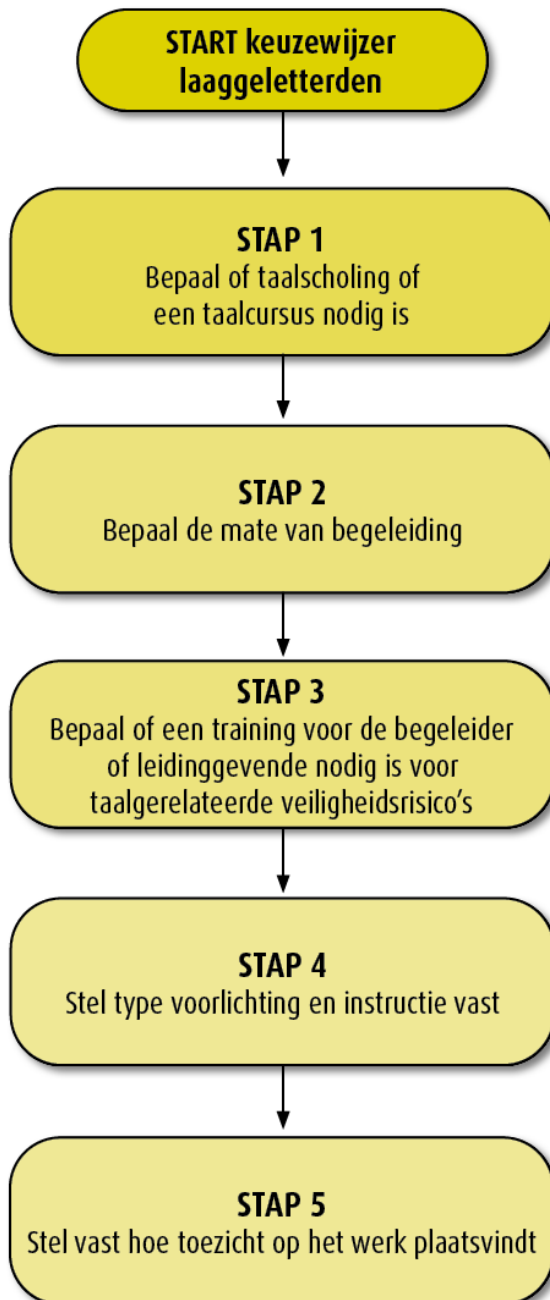 START keuzewijzer
laaggeletterden
STAP 1
Bepaal of taalscholing of
een taalcursus nodig is
STAP 2
Bepaal de mate van begeleiding
STAP 3
Bepaal of een training voor de begeleider
of leidinggevende nodig is voor
taalgerelateerde veiligheidsrisico's
STAP 4
Stel type voorlichting en instructie vast
STAP 5
Stel vast hoe toezicht op het werk plaatsvindt